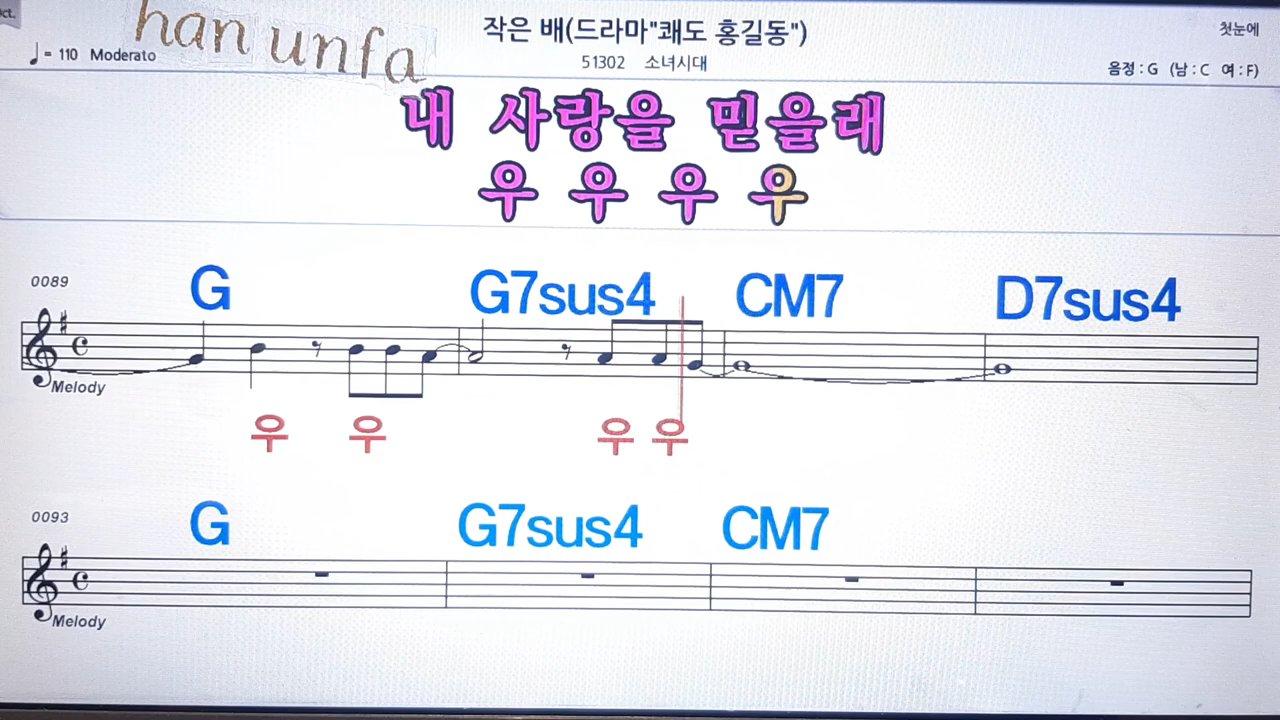 han unfa
작은 배(드라마"쾌도 홍길동")
첫눈에
♩= 110 Moderato
51302 소녀시대
음정 : G (남 : C 여 : F)
내 사랑을 믿을래
우 우 우 우
0089
G G7sus4 CM7 D7sus4
Melody
우 우 우 우
0093
G G7sus4 CM7
Melody